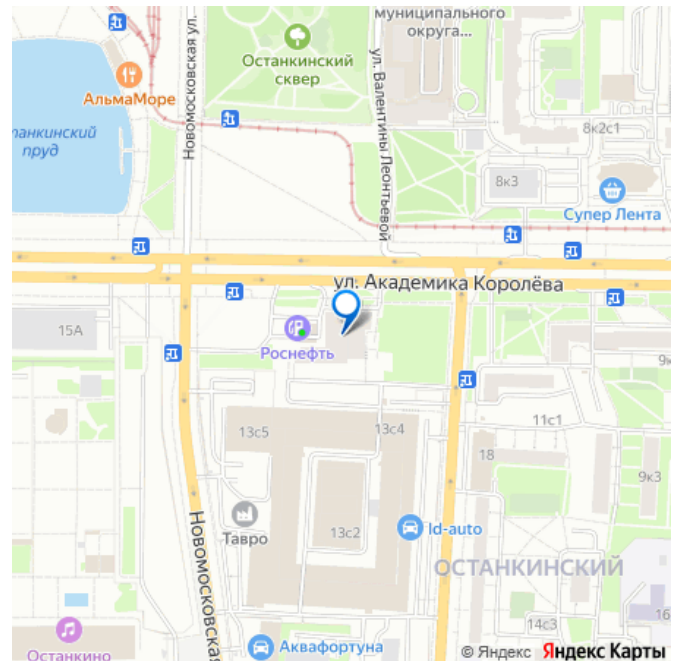 муниципального
округа...
Останкинский
сквер
АльмаМоре
Новомосковская ул.
ул. Валентины Леонтьевой
танкинский
пруд
8к2с1
8к3
Супер Лента
ул. Академика Королёва
15А
Роснефть
9к
11с1
13с5
13с4
18
9к3
Тавро
13с2
ld-auto
Новомосковская
ОСТАНКИНСКИЙ
16
14с3
Останкино
Аквафортуна
© Яндекс Яндекс Карты